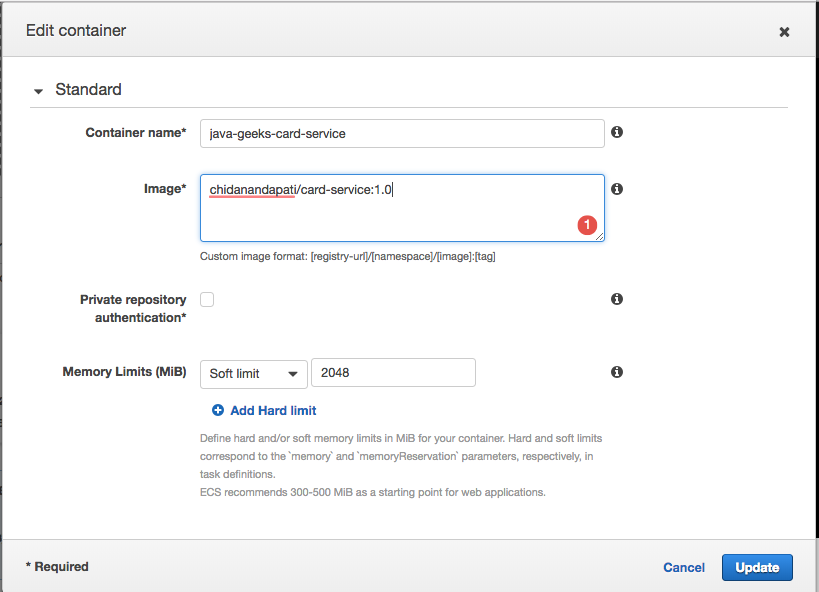 Edit container
Standard
Container name*
java-geeks-card-service
Image*
chidanandapati/card-service:1.0
1
Custom image format: [registry-url]/[namespace]/[image]:[tag]
Private repository
authentication*
Memory Limits (MiB)
Soft limit
2048
Add Hard limit
Define hard and/or soft memory limits in MiB for your container. Hard and soft limits
correspond to the `memory` and `memoryReservation` parameters, respectively, in
task definitions.
ECS recommends 300-500 MiB as a starting point for web applications.
* Required
Cancel
Update